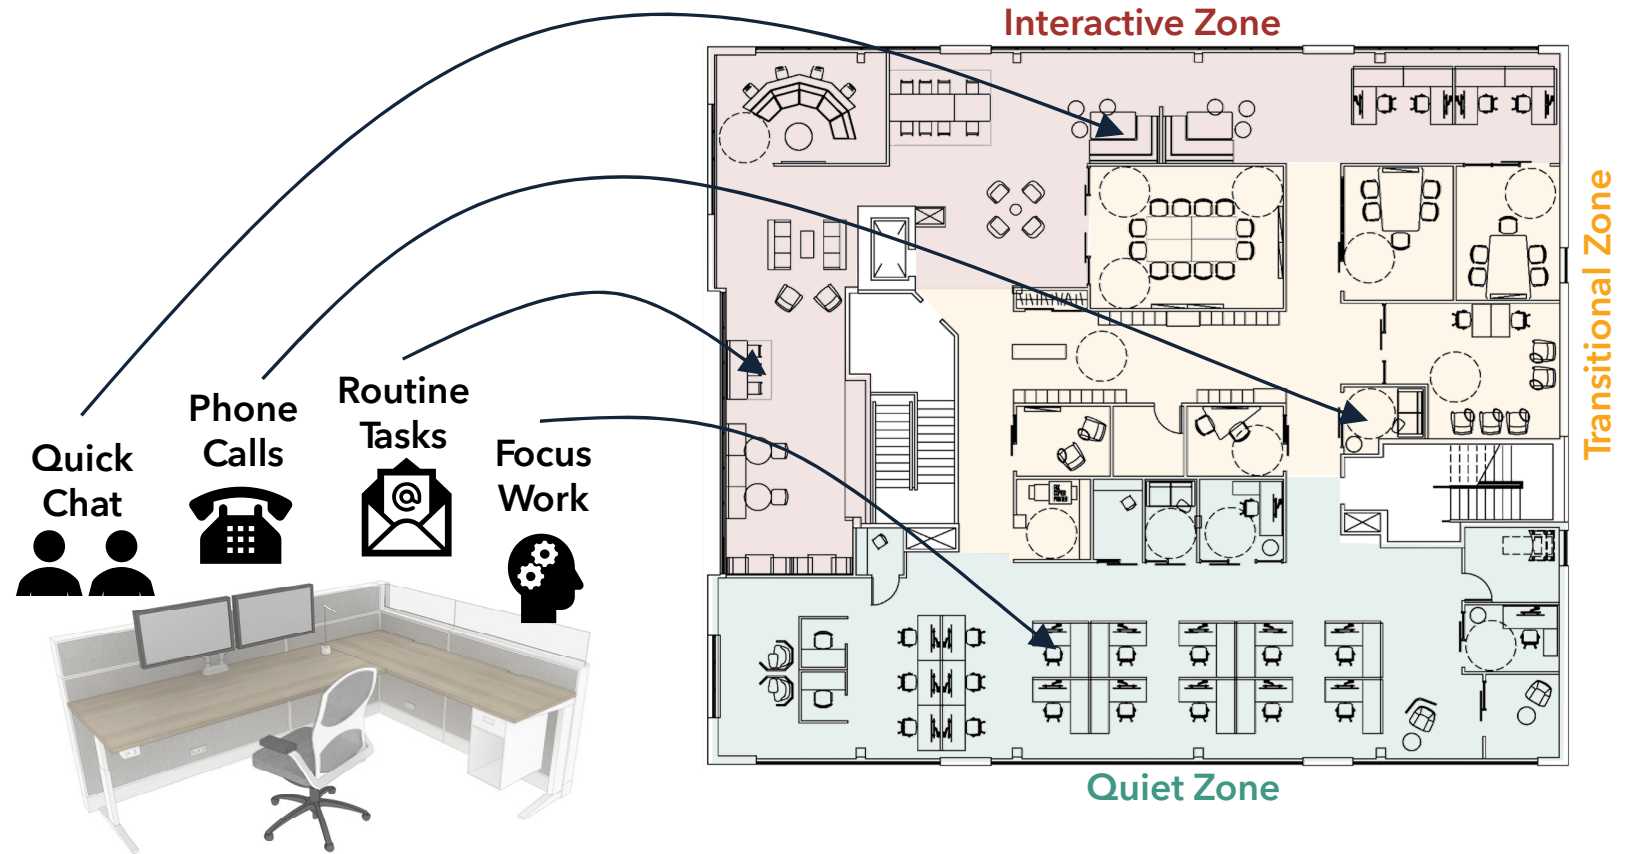 Interactive Zone
Transitional Zone
Quick
Chat
Phone
Calls
Routine
Tasks
@
Focus
Work
Quiet Zone